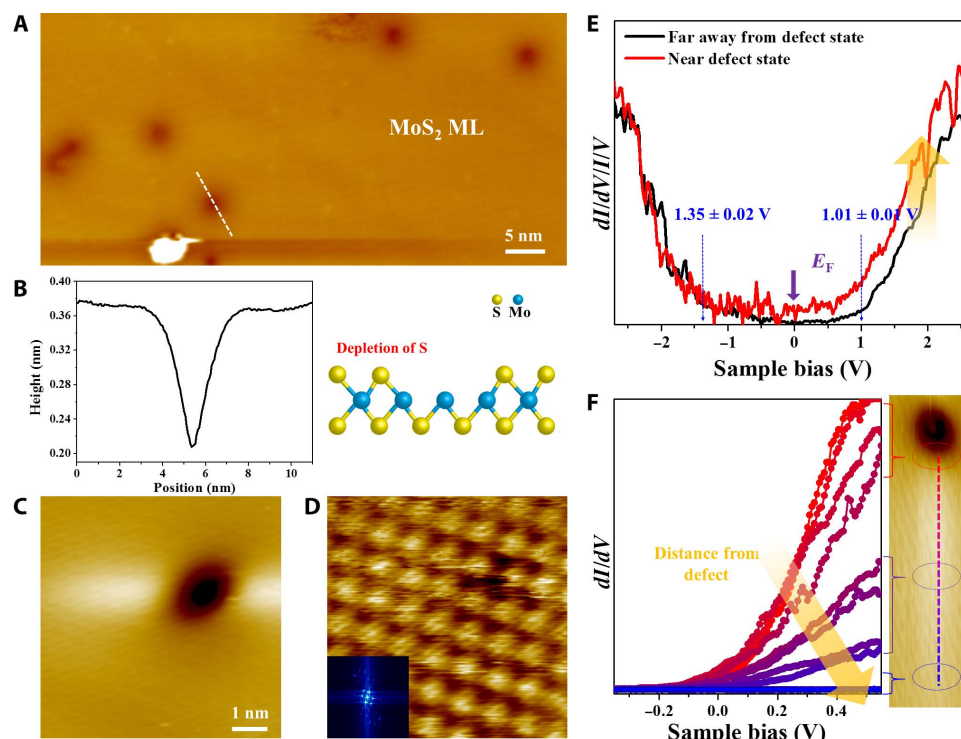 A
MoS₂ ML
5 nm
B
Height (nm)
0.40
0.36
0.32
0.28
0.24
0.20
0 2 4 6 8 10
Position (nm)
S Mo
Depletion of S
C
1 nm
D
E
Far away from defect state
Near defect state
dI/dV/I/V
1.35 ± 0.02 V
1.01 ± 0.01 V
E_F
−2 −1 0 1 2
Sample bias (V)
F
dI/dV
Distance from
defect
−0.2 0.0 0.2 0.4
Sample bias (V)